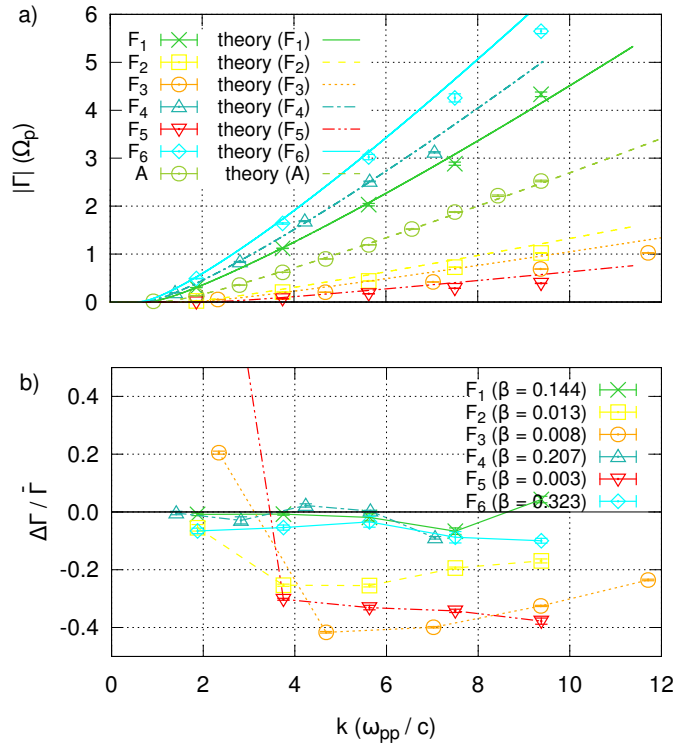 a)
6
5
4
3
2
1
0
|Γ| (Ωp)
F1 theory (F1)
F2 theory (F2)
F3 theory (F3)
F4 theory (F4)
F5 theory (F5)
F6 theory (F6)
A theory (A)
b)
0.4
0.2
0.0
-0.2
-0.4
ΔΓ / Γ̄
F1 (β = 0.144)
F2 (β = 0.013)
F3 (β = 0.008)
F4 (β = 0.207)
F5 (β = 0.003)
F6 (β = 0.323)
0 2 4 6 8 10 12
k (ωpp / c)